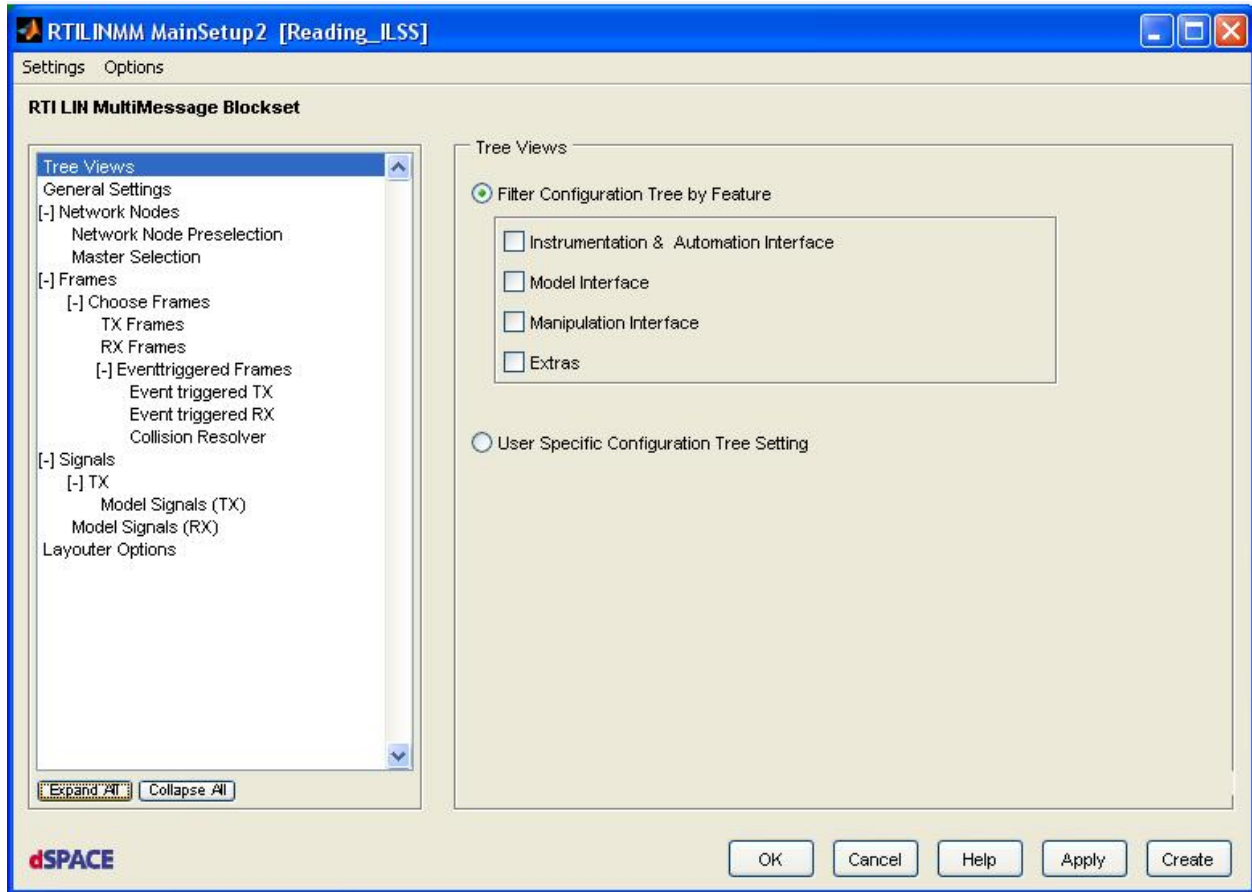 RTILINMM MainSetup2 [Reading_ILSS]
Settings Options
RTI LIN MultiMessage Blockset
Tree Views
General Settings
[-] Network Nodes
Network Node Preselection
Master Selection
[-] Frames
[-] Choose Frames
TX Frames
RX Frames
[-] Eventtriggered Frames
Event triggered TX
Event triggered RX
Collision Resolver
[-] Signals
[-] TX
Model Signals (TX)
Model Signals (RX)
Layouter Options
Expand All Collapse All
Tree Views
Filter Configuration Tree by Feature
Instrumentation & Automation Interface
Model Interface
Manipulation Interface
Extras
User Specific Configuration Tree Setting
dSPACE
OK Cancel Help Apply Create